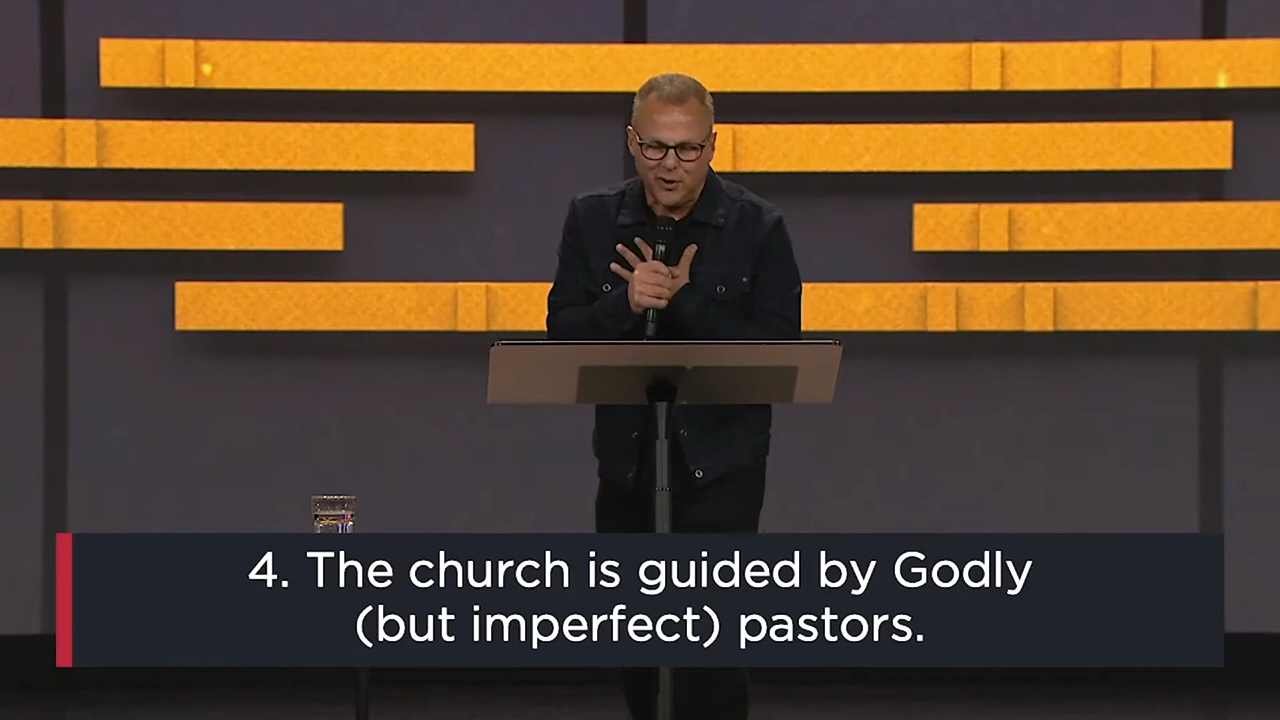 4. The church is guided by Godly
(but imperfect) pastors.